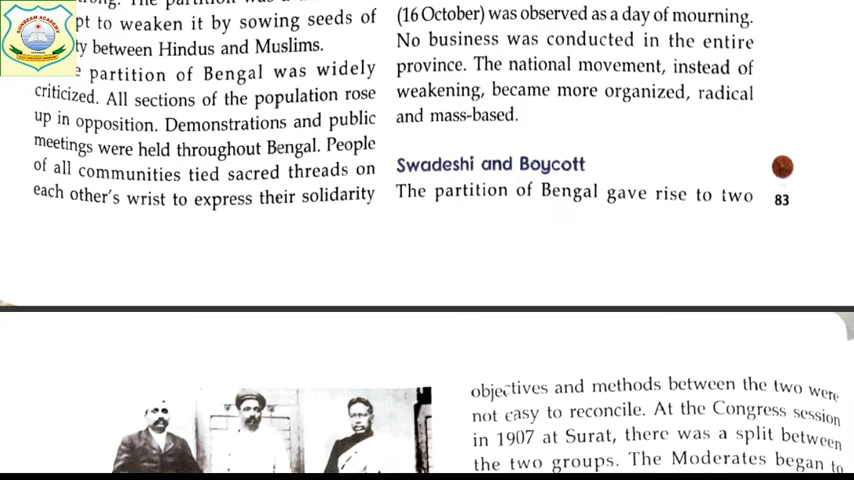 SUNBEAM ACADEMY
pt to weaken it by sowing seeds of
ty between Hindus and Muslims.
partition of Bengal was widely
criticized. All sections of the population rose
up in opposition. Demonstrations and public
meetings were held throughout Bengal. People
of all communities tied sacred threads on
each other's wrist to express their solidarity
(16 October) was observed as a day of mourning.
No business was conducted in the entire
province. The national movement, instead of
weakening, became more organized, radical
and mass-based.
Swadeshi and Boycott
The partition of Bengal gave rise to two
83
objectives and methods between the two were
not easy to reconcile. At the Congress session
in 1907 at Surat, there was a split between
the two groups. The Moderates began to